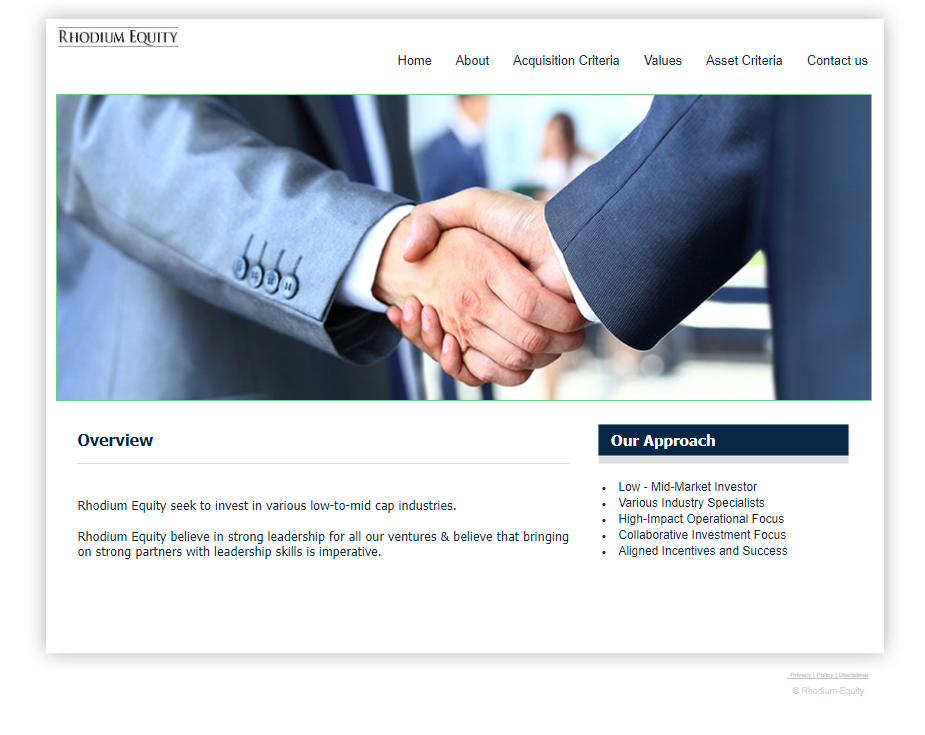 RHODIUM EQUITY
Home About Acquisition Criteria Values Asset Criteria Contact us
Overview
Rhodium Equity seek to invest in various low-to-mid cap industries.
Rhodium Equity believe in strong leadership for all our ventures & believe that bringing
on strong partners with leadership skills is imperative.
Our Approach
• Low - Mid-Market Investor
• Various Industry Specialists
• High-Impact Operational Focus
• Collaborative Investment Focus
• Aligned Incentives and Success
Privacy | Policy | Disclaimer
© Rhodium-Equity